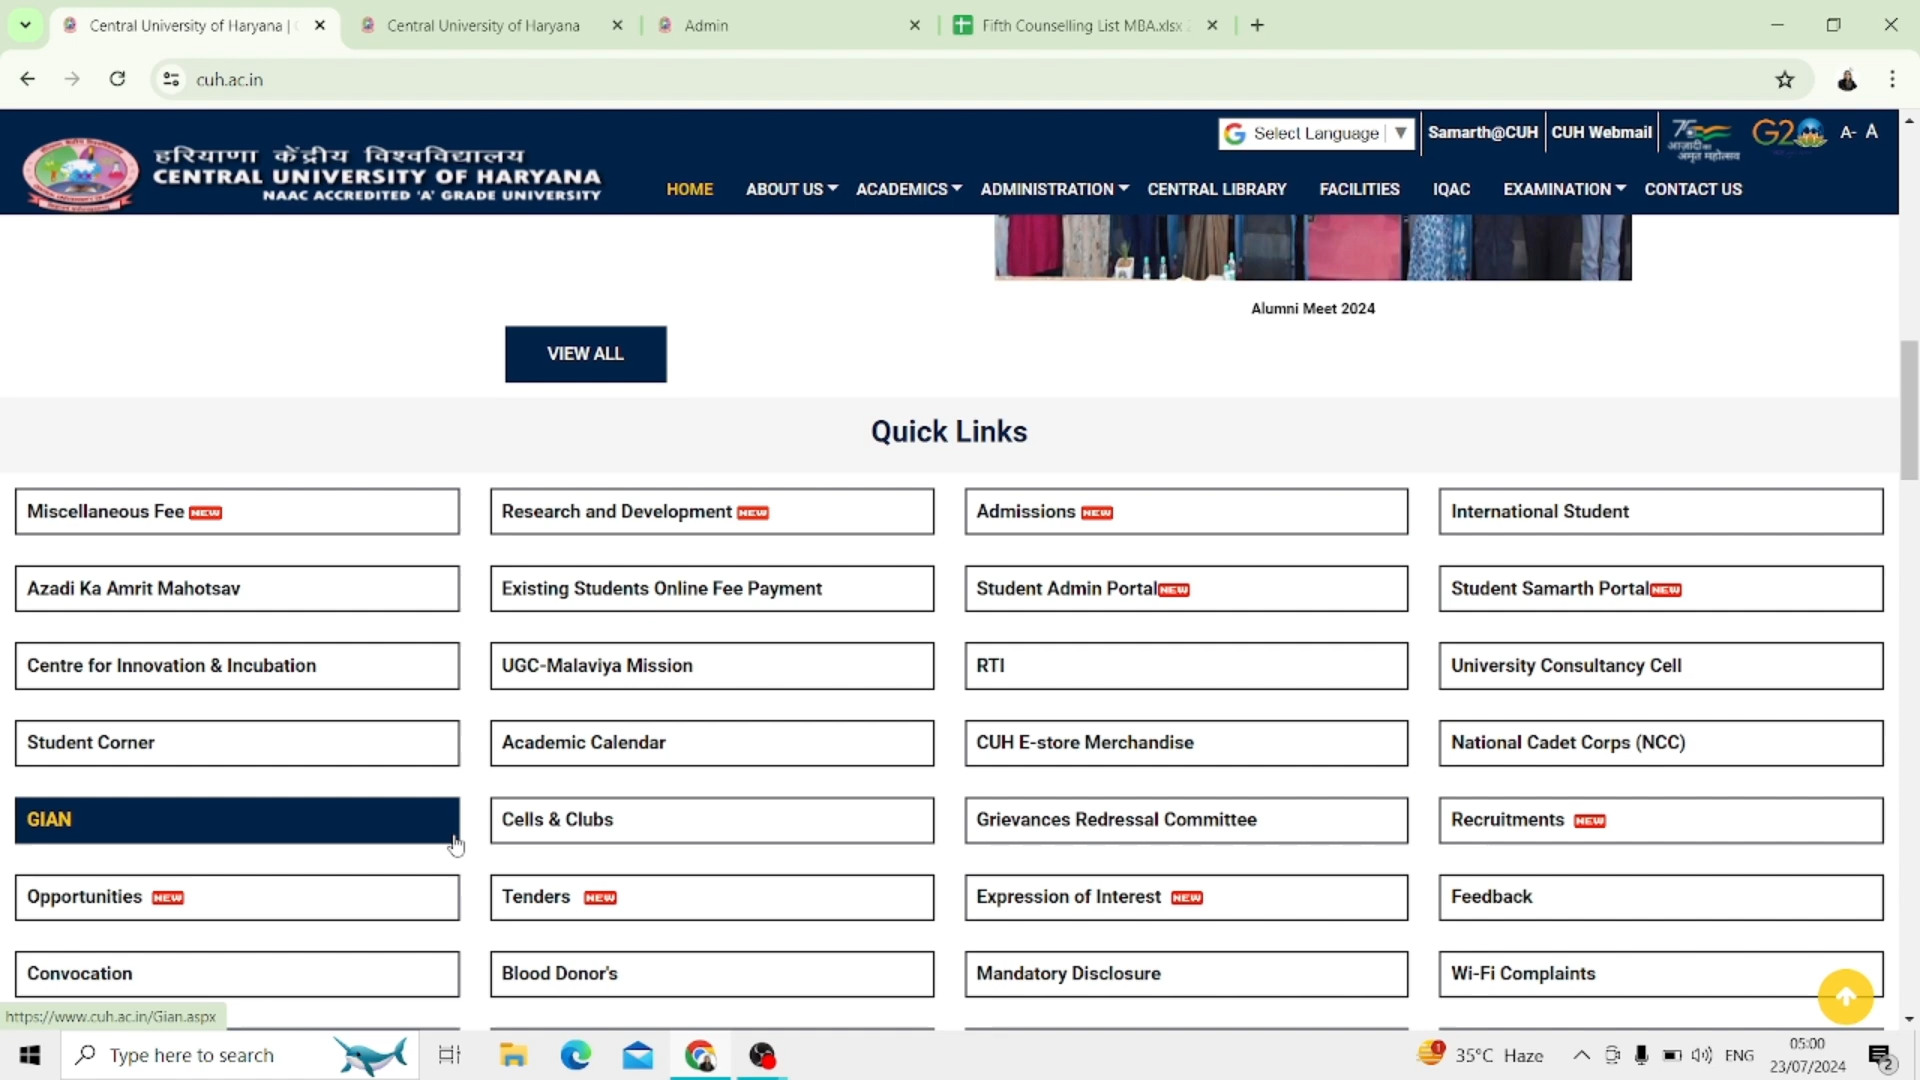 Central University of Haryana | 
Central University of Haryana
Admin
Fifth Counselling List MBA.xlsx
cuh.ac.in
Select Language ▼
Samarth@CUH
CUH Webmail
आज़ादी का
अमृत महोत्सव
G20
A-
A
हरियाणा केंद्रीय विश्वविद्यालय
CENTRAL UNIVERSITY OF HARYANA
NAAC ACCREDITED 'A' GRADE UNIVERSITY
HOME
ABOUT US
ACADEMICS
ADMINISTRATION
CENTRAL LIBRARY
FACILITIES
IQAC
EXAMINATION
CONTACT US
Alumni Meet 2024
VIEW ALL
Quick Links
Miscellaneous Fee NEW
Research and Development NEW
Admissions NEW
International Student
Azadi Ka Amrit Mahotsav
Existing Students Online Fee Payment
Student Admin Portal NEW
Student Samarth Portal NEW
Centre for Innovation & Incubation
UGC-Malaviya Mission
RTI
University Consultancy Cell
Student Corner
Academic Calendar
CUH E-store Merchandise
National Cadet Corps (NCC)
GIAN
Cells & Clubs
Grievances Redressal Committee
Recruitments NEW
Opportunities NEW
Tenders NEW
Expression of Interest NEW
Feedback
Convocation
Blood Donor's
Mandatory Disclosure
Wi-Fi Complaints
https://www.cuh.ac.in/Gian.aspx
Type here to search
1
35°C Haze
ENG
05:00
23/07/2024
2